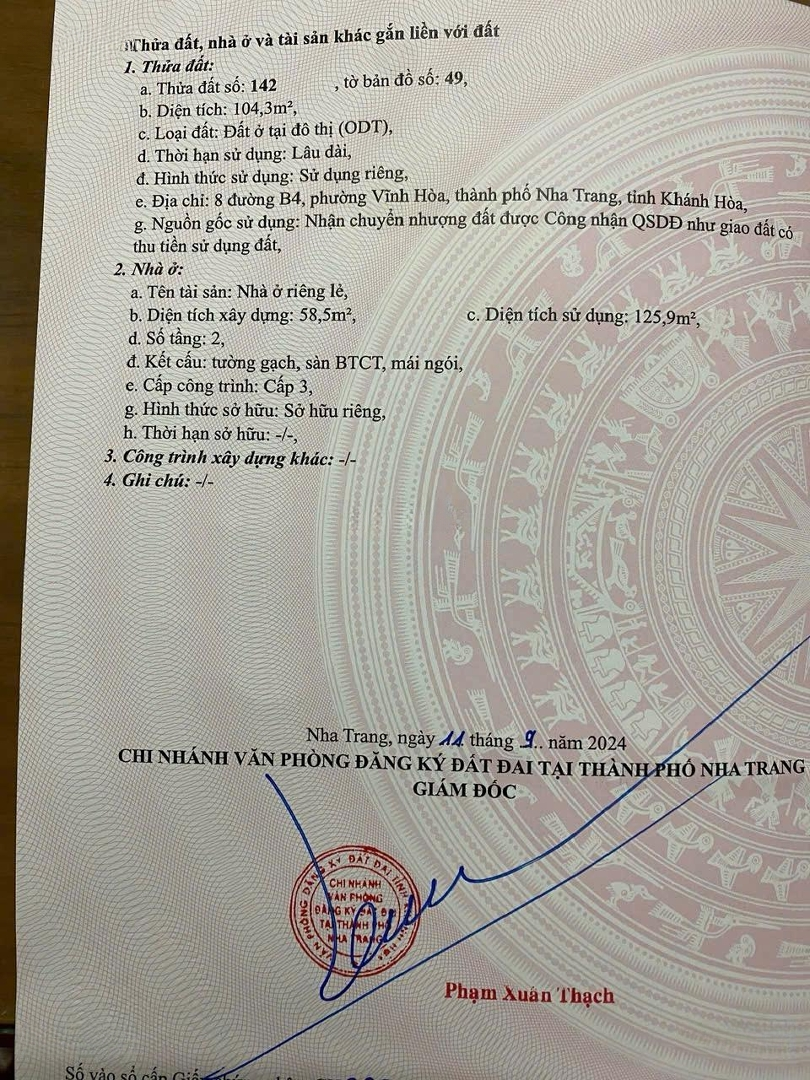 Thửa đất, nhà ở và tài sản khác gắn liền với đất
1. Thửa đất:
a. Thửa đất số: 142 , tờ bản đồ số: 49,
b. Diện tích: 104,3m²,
c. Loại đất: Đất ở tại đô thị (ODT),
d. Thời hạn sử dụng: Lâu dài,
đ. Hình thức sử dụng: Sử dụng riêng,
e. Địa chỉ: 8 đường B4, phường Vĩnh Hòa, thành phố Nha Trang, tỉnh Khánh Hòa,
g. Nguồn gốc sử dụng: Nhận chuyển nhượng đất được Công nhận QSDĐ như giao đất có
thu tiền sử dụng đất,
2. Nhà ở:
a. Tên tài sản: Nhà ở riêng lẻ,
b. Diện tích xây dựng: 58,5m², c. Diện tích sử dụng: 125,9m²,
d. Số tầng: 2,
đ. Kết cấu: tường gạch, sàn BTCT, mái ngói,
e. Cấp công trình: Cấp 3,
g. Hình thức sở hữu: Sở hữu riêng,
h. Thời hạn sở hữu: -/-,
3. Công trình xây dựng khác: -/-
4. Ghi chú: -/-
Nha Trang, ngày 11 tháng 9.. năm 2024
CHI NHÁNH VĂN PHÒNG ĐĂNG KÝ ĐẤT ĐAI TẠI THÀNH PHỐ NHA TRANG
GIÁM ĐỐC
VĂN PHÒNG ĐĂNG KÝ ĐẤT ĐAI TỈNH
CHI NHÁNH
VĂN PHÒNG
ĐĂNG KÝ ĐẤT ĐAI
TẠI THÀNH PHỐ
NHA TRANG
Phạm Xuân Thạch
Số vào sổ cấp